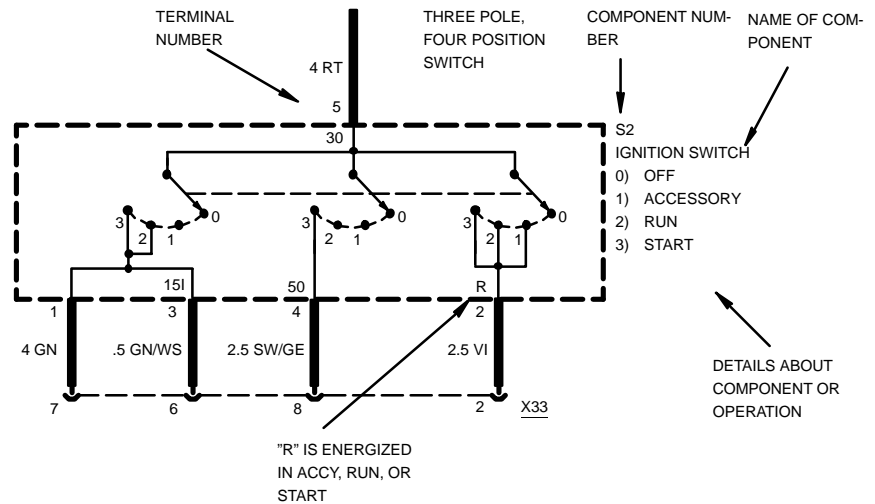 TERMINAL
NUMBER
THREE POLE,
FOUR POSITION
SWITCH
COMPONENT NUM-
BER
NAME OF COM-
PONENT
4 RT
5
30
S2
IGNITION SWITCH
0) OFF
1) ACCESSORY
2) RUN
3) START
3 2 1 0
3 2 1 0
3 2 1 0
15I 50 R
1 3 4 2
4 GN .5 GN/WS 2.5 SW/GE 2.5 VI
7 6 8 2 X33
DETAILS ABOUT
COMPONENT OR
OPERATION
"R" IS ENERGIZED
IN ACCY, RUN, OR
START